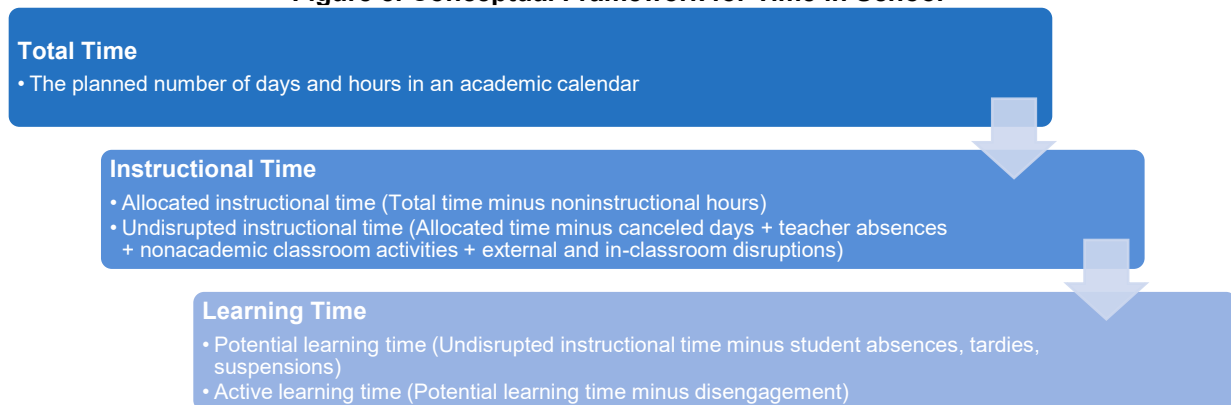 Total Time
• The planned number of days and hours in an academic calendar
Instructional Time
• Allocated instructional time (Total time minus noninstructional hours)
• Undisrupted instructional time (Allocated time minus canceled days + teacher absences
+ nonacademic classroom activities + external and in-classroom disruptions)
Learning Time
• Potential learning time (Undisrupted instructional time minus student absences, tardies,
suspensions)
• Active learning time (Potential learning time minus disengagement)